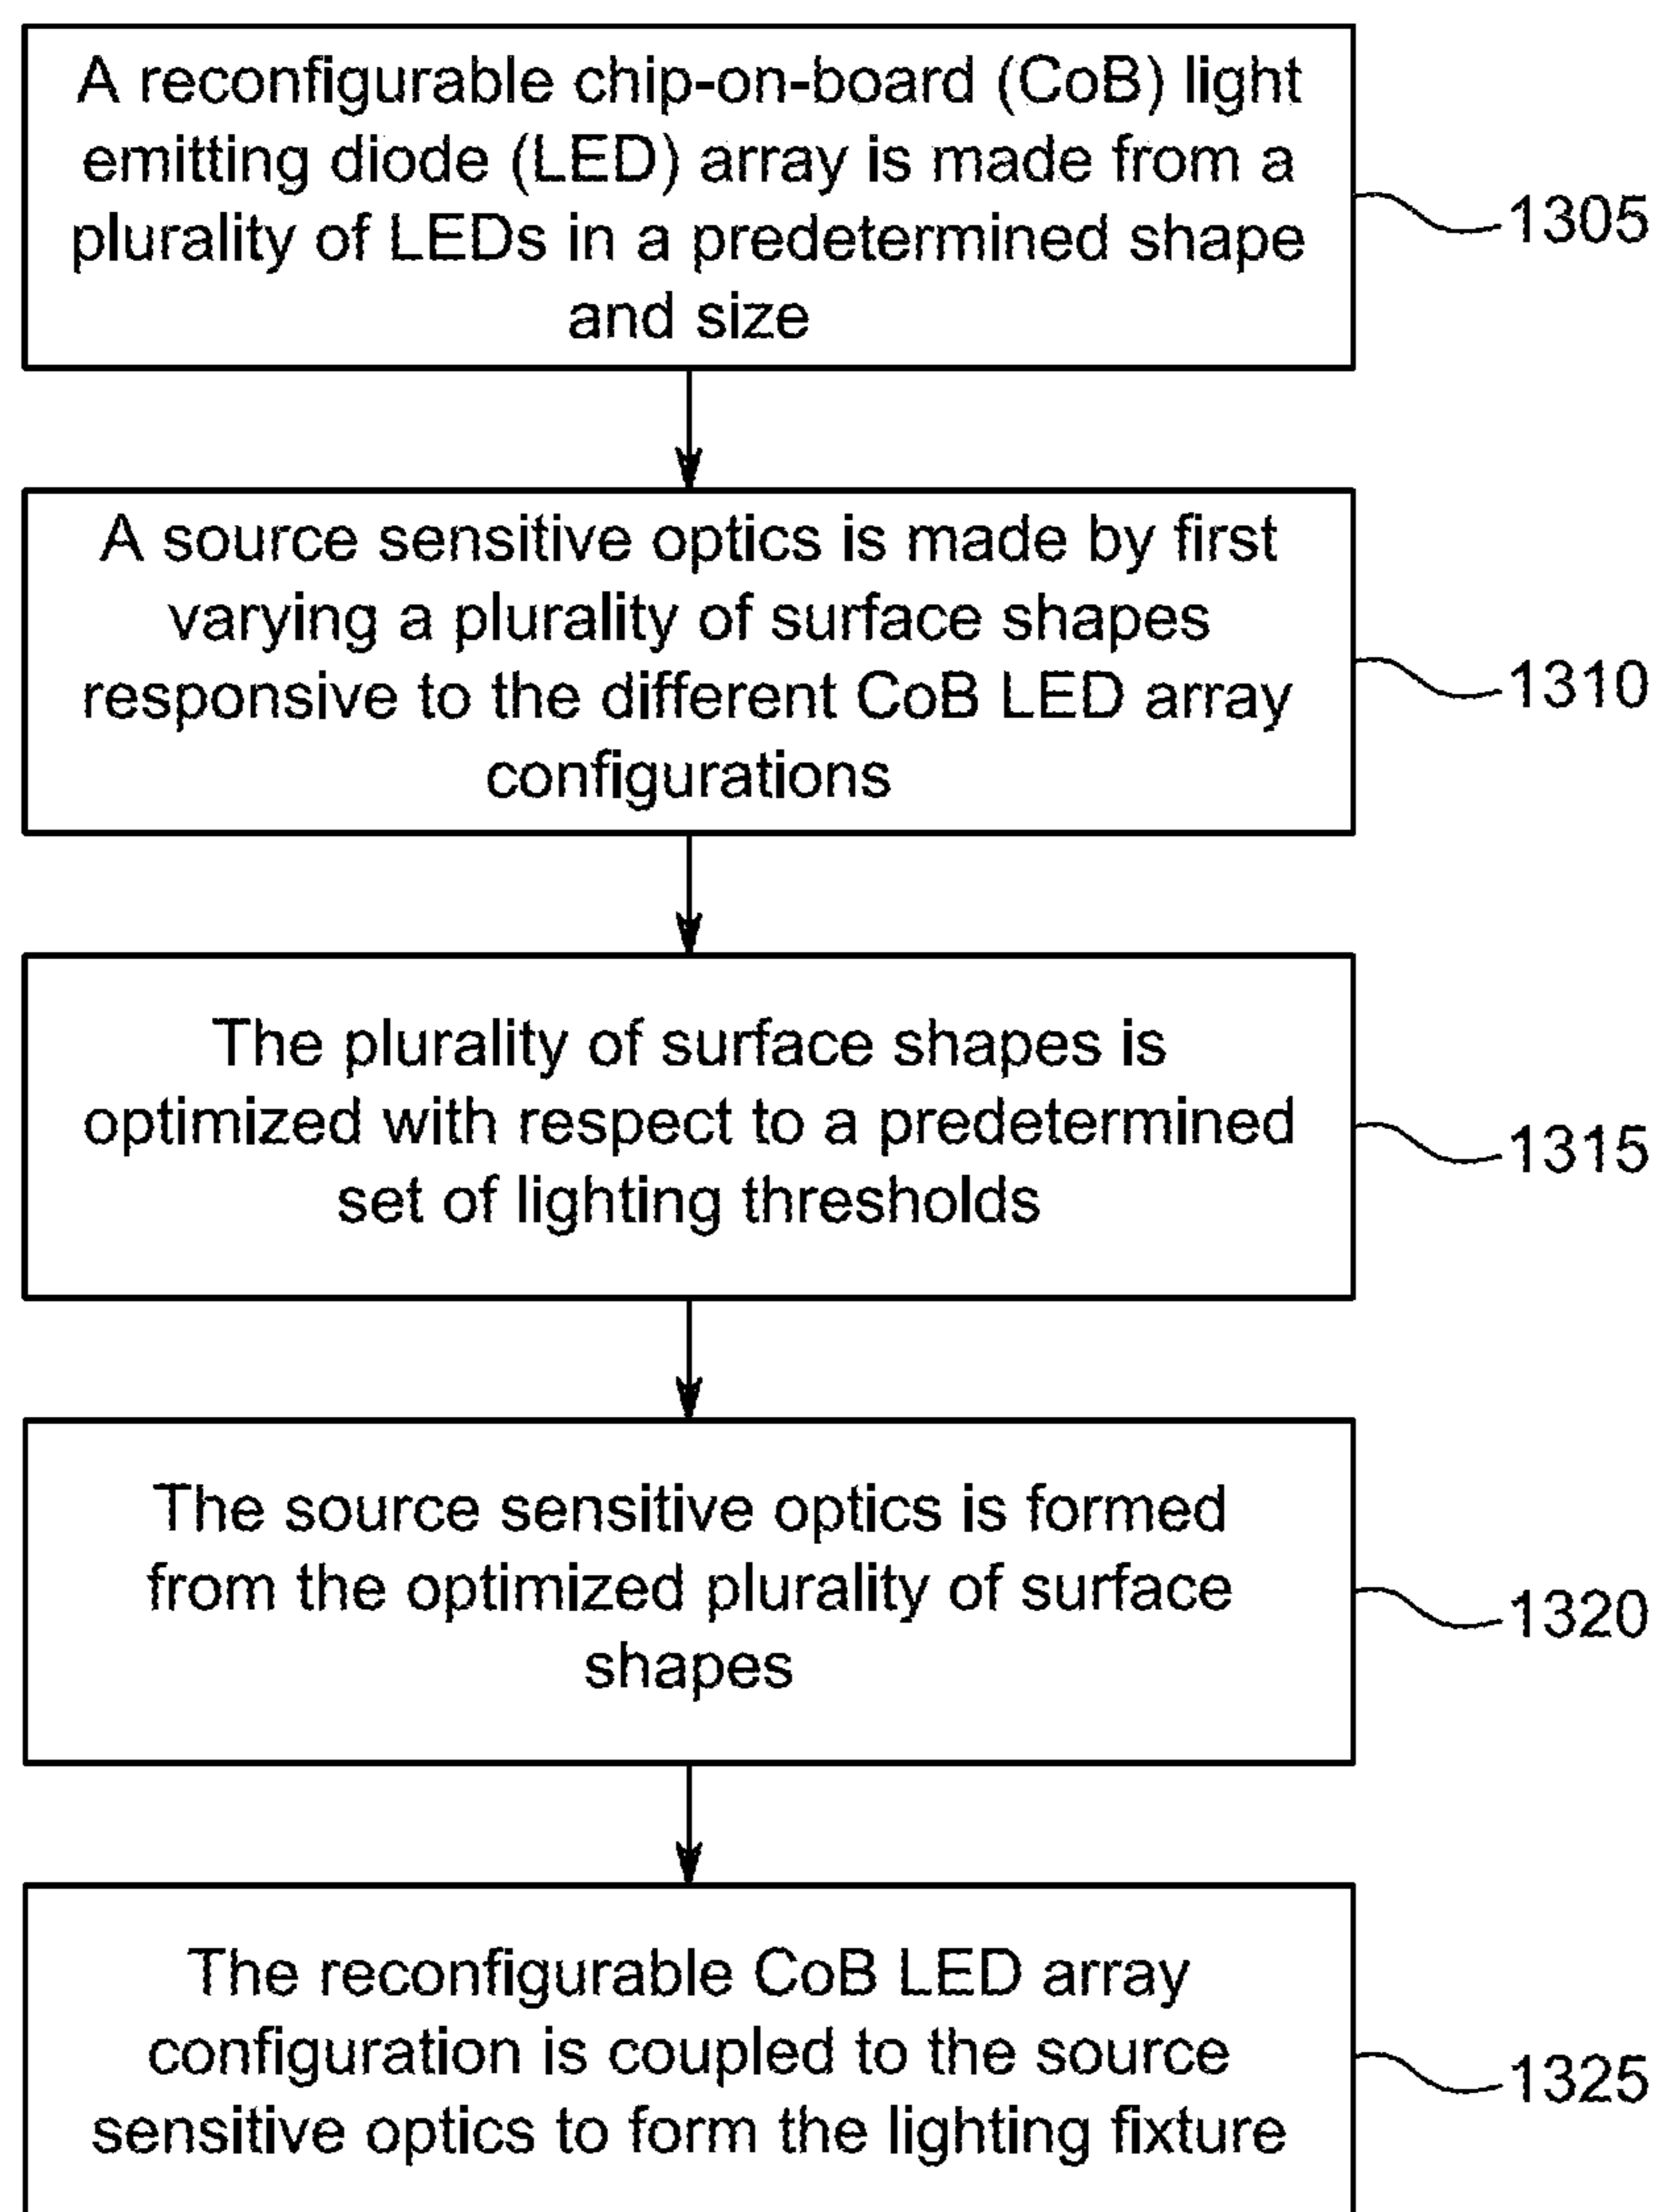 A reconfigurable chip-on-board (CoB) light
emitting diode (LED) array is made from a
plurality of LEDs in a predetermined shape
and size
1305
A source sensitive optics is made by first
varying a plurality of surface shapes
responsive to the different CoB LED array
configurations
1310
The plurality of surface shapes is
optimized with respect to a predetermined
set of lighting thresholds
1315
The source sensitive optics is formed
from the optimized plurality of surface
shapes
1320
The reconfigurable CoB LED array
configuration is coupled to the source
sensitive optics to form the lighting fixture
1325